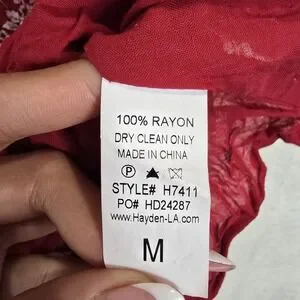 100% RAYON
DRY CLEAN ONLY
MADE IN CHINA
P
STYLE# H7411
PO# HD24287
www.Hayden-LA.com
M